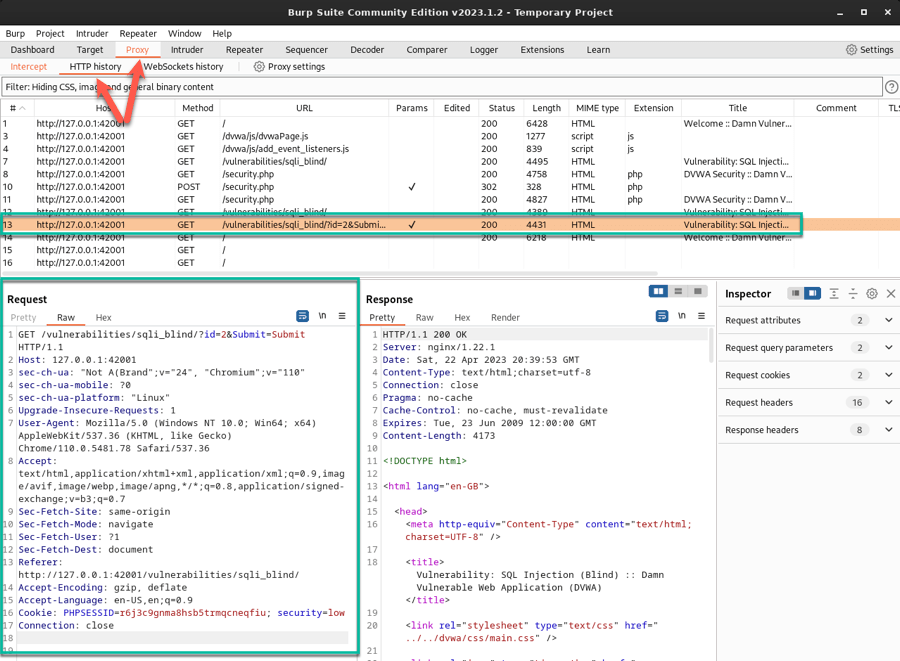 Burp Suite Community Edition v2023.1.2 - Temporary Project
Burp Project Intruder Repeater Window Help
Dashboard Target Proxy Intruder Repeater Sequencer Decoder Comparer Logger Extensions Learn Settings
Intercept HTTP history WebSockets history Proxy settings
Filter: Hiding CSS, image and general binary content
# Host Method URL Params Edited Status Length MIME type Extension Title Comment TLS
1 http://127.0.0.1:42001 GET / 200 6428 HTML Welcome :: Damn Vulner...
3 http://127.0.0.1:42001 GET /dvwa/js/dvwaPage.js 200 1277 script js
4 http://127.0.0.1:42001 GET /dvwa/js/add_event_listeners.js 200 839 script js
7 http://127.0.0.1:42001 GET /vulnerabilities/sqli_blind/ 200 4495 HTML Vulnerability: SQL Injecti...
8 http://127.0.0.1:42001 GET /security.php 200 4758 HTML php DVWA Security :: Damn V...
10 http://127.0.0.1:42001 POST /security.php ✓ 302 328 HTML php
11 http://127.0.0.1:42001 GET /security.php 200 4827 HTML php DVWA Security :: Damn V...
12 http://127.0.0.1:42001 GET /vulnerabilities/sqli_blind/ 200 4380 HTML Vulnerability: SQL Injecti...
13 http://127.0.0.1:42001 GET /vulnerabilities/sqli_blind/?id=2&Submi... ✓ 200 4431 HTML Vulnerability: SQL Injecti...
14 http://127.0.0.1:42001 GET / 200 6218 HTML Welcome :: Damn Vulner...
15 http://127.0.0.1:42001 GET /
16 http://127.0.0.1:42001 GET /
Request
Pretty Raw Hex \n
1 GET /vulnerabilities/sqli_blind/?id=2&Submit=Submit
HTTP/1.1
2 Host: 127.0.0.1:42001
3 sec-ch-ua: "Not A(Brand";v="24", "Chromium";v="110"
4 sec-ch-ua-mobile: ?0
5 sec-ch-ua-platform: "Linux"
6 Upgrade-Insecure-Requests: 1
7 User-Agent: Mozilla/5.0 (Windows NT 10.0; Win64; x64)
AppleWebKit/537.36 (KHTML, like Gecko)
Chrome/110.0.5481.78 Safari/537.36
8 Accept:
text/html,application/xhtml+xml,application/xml;q=0.9,imag
e/avif,image/webp,image/apng,*/*;q=0.8,application/signed-
exchange;v=b3;q=0.7
9 Sec-Fetch-Site: same-origin
10 Sec-Fetch-Mode: navigate
11 Sec-Fetch-User: ?1
12 Sec-Fetch-Dest: document
13 Referer:
http://127.0.0.1:42001/vulnerabilities/sqli_blind/
14 Accept-Encoding: gzip, deflate
15 Accept-Language: en-US,en;q=0.9
16 Cookie: PHPSESSID=r6j3c9gnma8hsb5trmqcneqfiu; security=low
17 Connection: close
18
Response
Pretty Raw Hex Render \n
1 HTTP/1.1 200 OK
2 Server: nginx/1.22.1
3 Date: Sat, 22 Apr 2023 20:39:53 GMT
4 Content-Type: text/html;charset=utf-8
5 Connection: close
6 Pragma: no-cache
7 Cache-Control: no-cache, must-revalidate
8 Expires: Tue, 23 Jun 2009 12:00:00 GMT
9 Content-Length: 4173
10
11 <!DOCTYPE html>
12
13 <html lang="en-GB">
14
15 <head>
16 <meta http-equiv="Content-Type" content="text/html;
charset=UTF-8" />
17
18 <title>
Vulnerability: SQL Injection (Blind) :: Damn
Vulnerable Web Application (DVWA)
</title>
19
20 <link rel="stylesheet" type="text/css" href="
../../dvwa/css/main.css" />
21
Inspector
Request attributes 2
Request query parameters 2
Request cookies 2
Request headers 16
Response headers 8